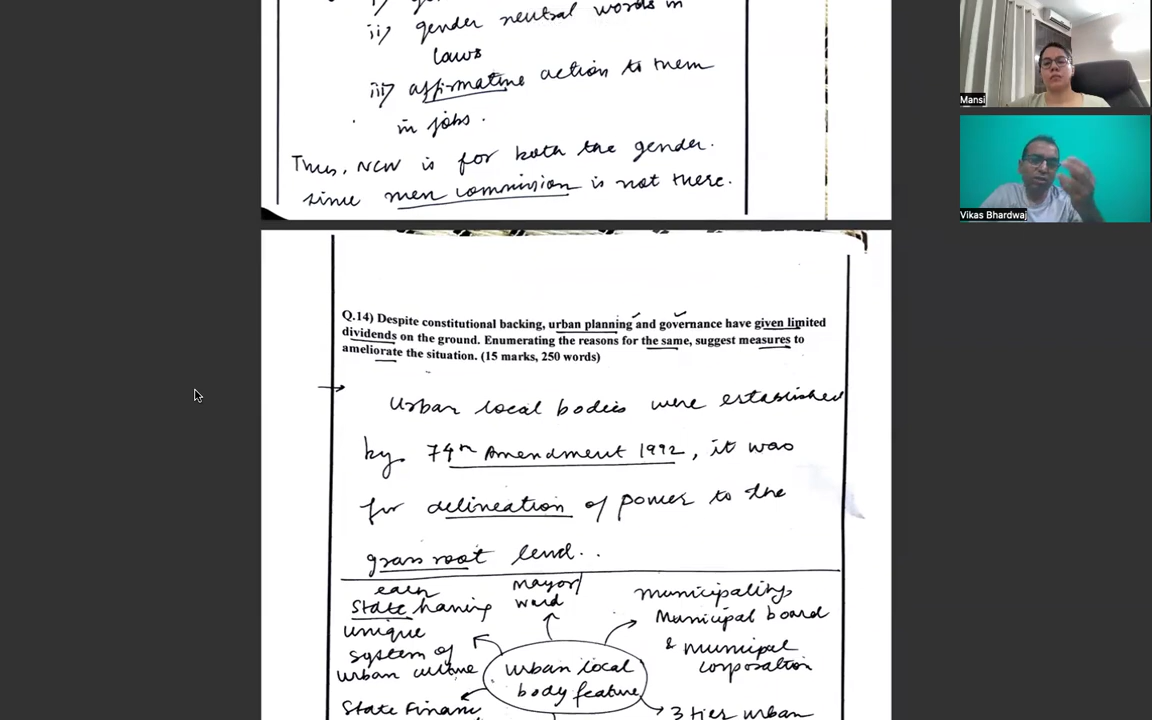 ii) gender neutral words in
laws
iii) affirmative action to them
in jobs.
Thus, NCW is for both the gender.
since men commission is not there.
Q.14) Despite constitutional backing, urban planning and governance have given limited
dividends on the ground. Enumerating the reasons for the same, suggest measures to
ameliorate the situation. (15 marks, 250 words)
Urban local bodies were established
by 74th Amendment 1992, it was
for delineation of power to the
grass root level..
each
state having
unique
system of
urban culture
Mayor/
ward
municipality,
Municipal board
& municipal
corporation
urban local
body feature
State Finance
3 tier urban
Mansi
Vikas Bhardwaj